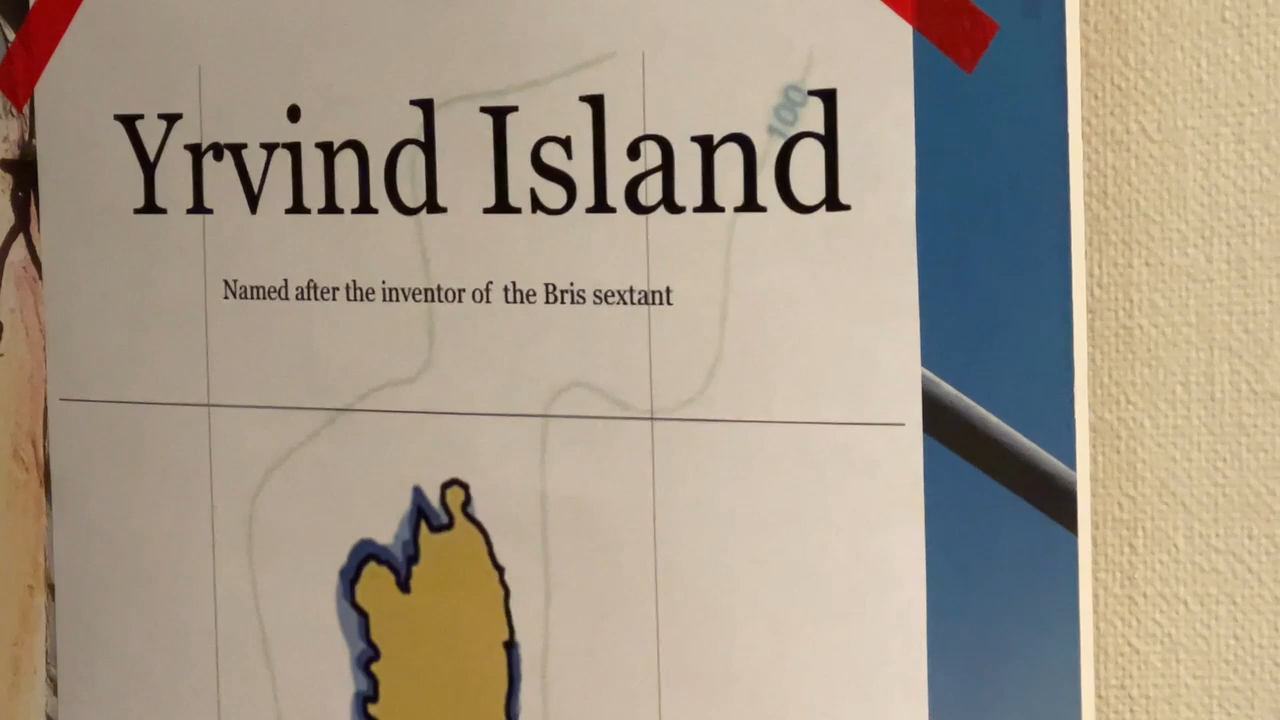 Yrvind Island
100
Named after the inventor of the Bris sextant